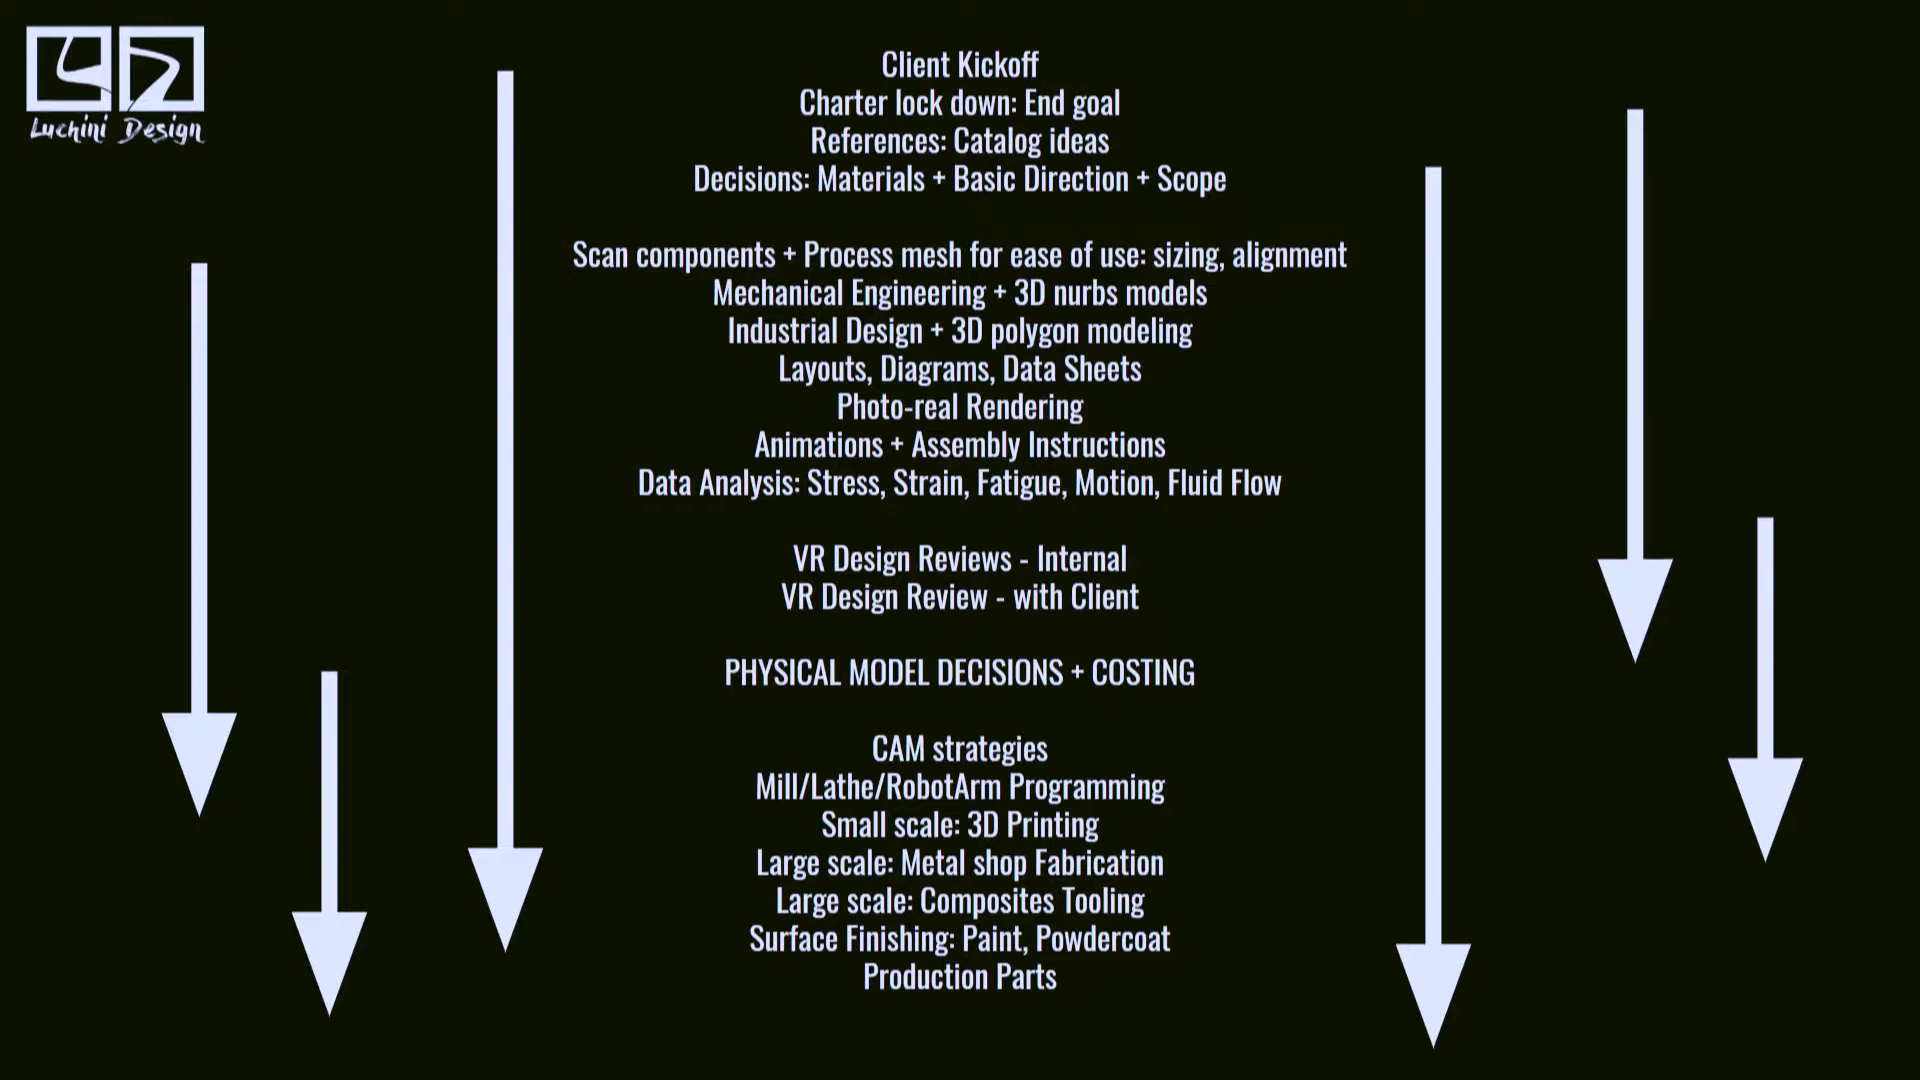 Luchini Design
Client Kickoff
Charter lock down: End goal
References: Catalog ideas
Decisions: Materials + Basic Direction + Scope
Scan components + Process mesh for ease of use: sizing, alignment
Mechanical Engineering + 3D nurbs models
Industrial Design + 3D polygon modeling
Layouts, Diagrams, Data Sheets
Photo-real Rendering
Animations + Assembly Instructions
Data Analysis: Stress, Strain, Fatigue, Motion, Fluid Flow
VR Design Reviews - Internal
VR Design Review - with Client
PHYSICAL MODEL DECISIONS + COSTING
CAM strategies
Mill/Lathe/RobotArm Programming
Small scale: 3D Printing
Large scale: Metal shop Fabrication
Large scale: Composites Tooling
Surface Finishing: Paint, Powdercoat
Production Parts